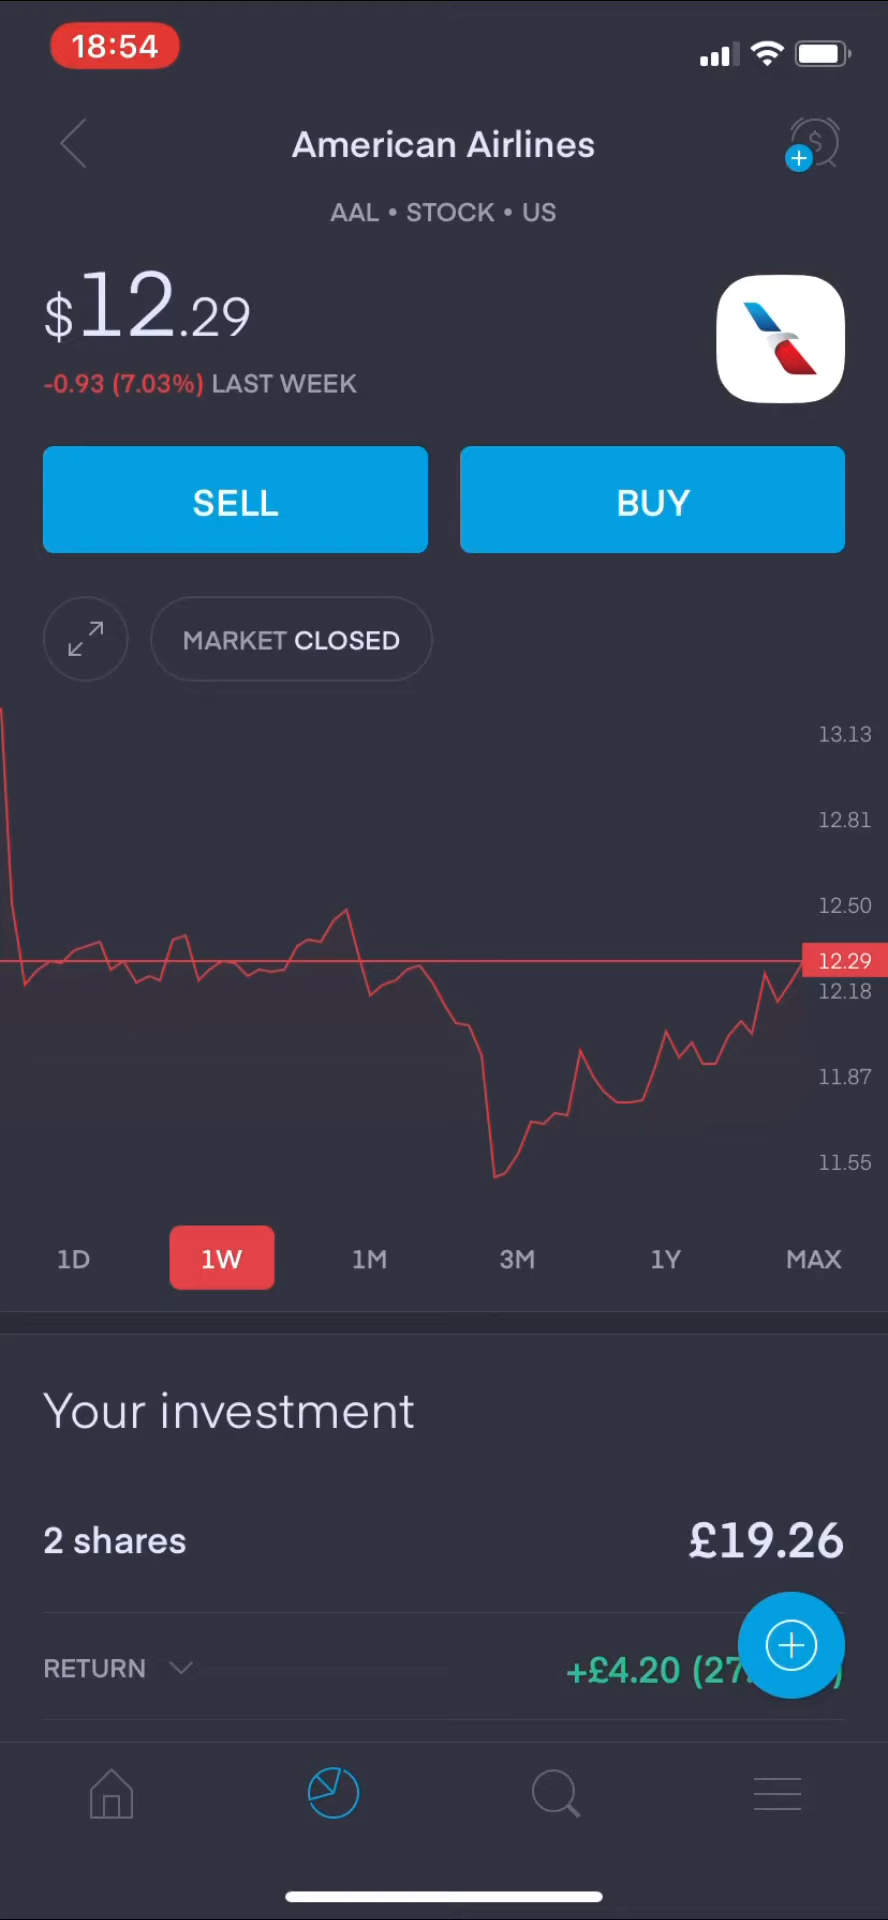 18:54
American Airlines
AAL • STOCK • US
$12.29
-0.93 (7.03%) LAST WEEK
SELL BUY
MARKET CLOSED
13.13
12.81
12.50
12.29
12.18
11.87
11.55
1D 1W 1M 3M 1Y MAX
Your investment
2 shares £19.26
RETURN +£4.20 (27.